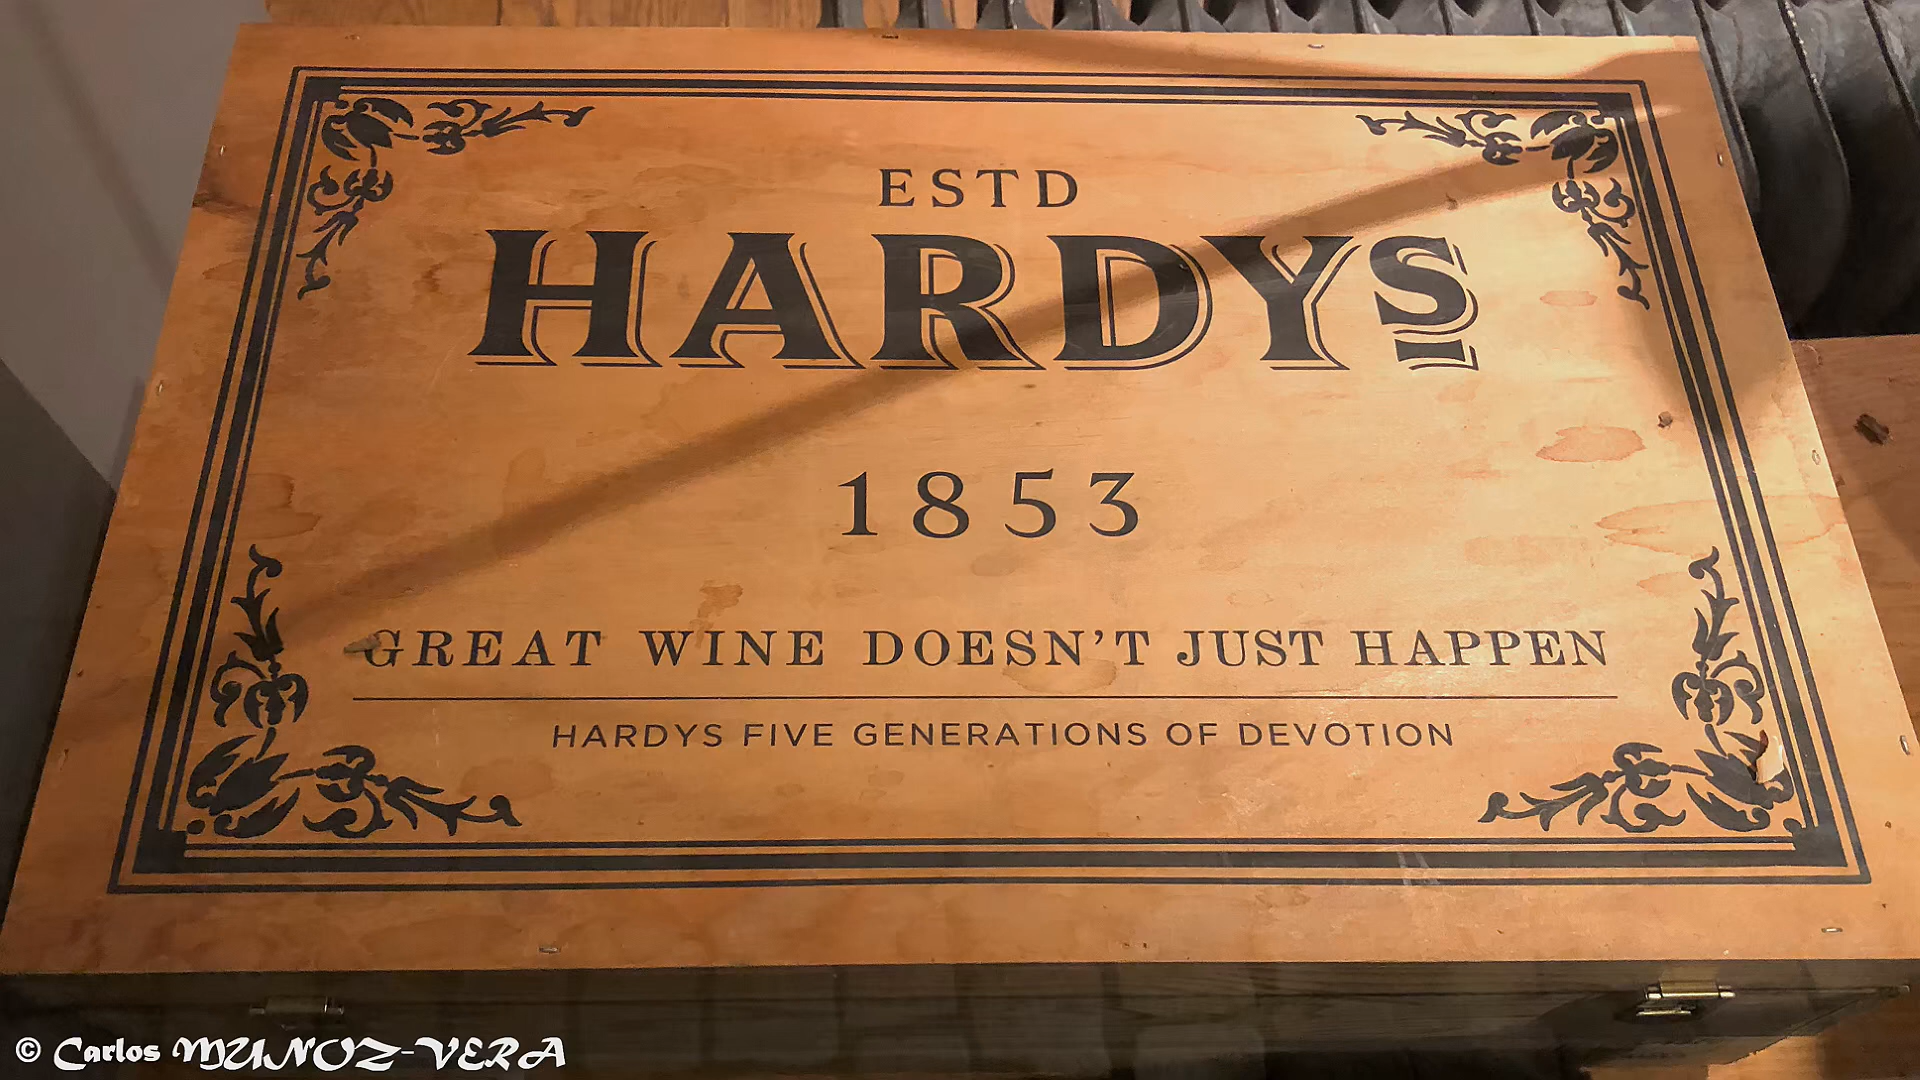 ESTD
HARDYS
1853
GREAT WINE DOESN'T JUST HAPPEN
HARDYS FIVE GENERATIONS OF DEVOTION
© Carlos MUNOZ-VERA